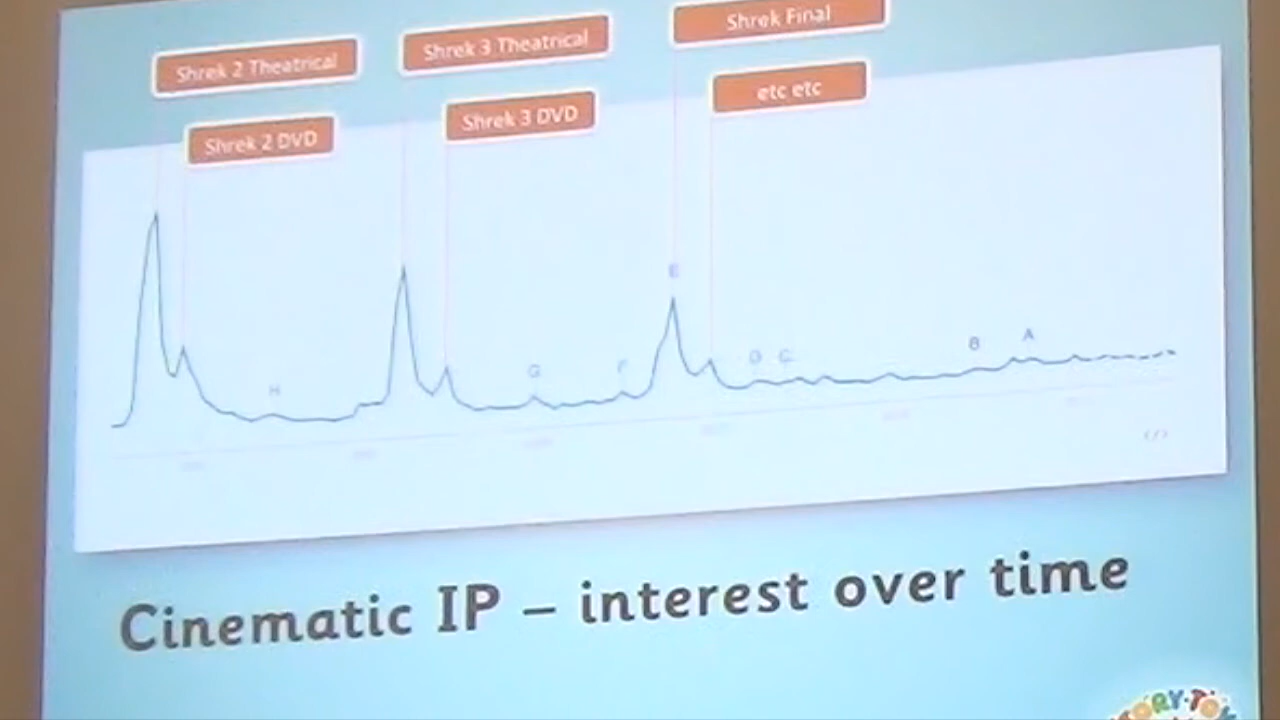 Shrek 2 Theatrical
Shrek 3 Theatrical
Shrek Final
Shrek 2 DVD
Shrek 3 DVD
etc etc
E
H
G
F
D
C
B
A
Cinematic IP – interest over time